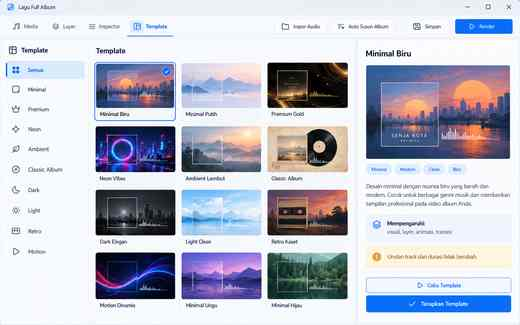 Lagu Full Album
Media
Layer
Inspector
Template
Impor Audio
Auto Susun Album
Simpan
Render
Template
Semua
Minimal
Premium
Neon
Ambient
Classic Album
Dark
Light
Retro
Motion
Template
Minimal Biru
Minimal Putih
Premium Gold
Neon Vibes
Ambient Lembut
Classic Album
Dark Elegan
Light Clean
Retro Kaset
Motion Dinamis
Minimal Ungu
Minimal Hijau
Minimal Biru
SENJA KOTA
Minimal
Modern
Clean
Biru
Desain minimal dengan nuansa biru yang bersih dan
modern. Cocok untuk berbagai genre musik dan memberikan
tampilan profesional pada video album Anda.
Mempengaruhi
visual, layer, animasi, transisi
Urutan track dan durasi tidak berubah.
Coba Template
Terapkan Template